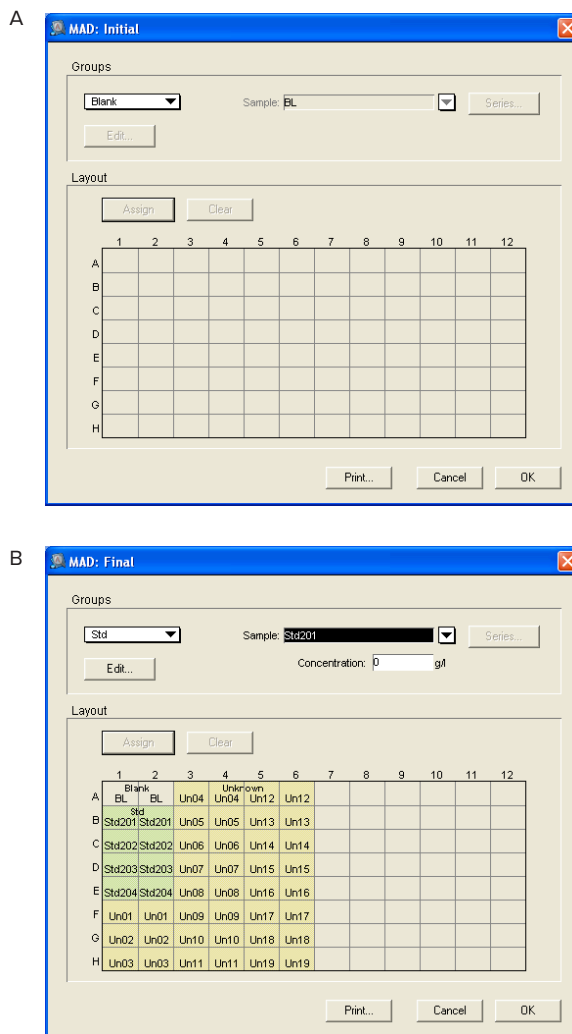 A
MAD: Initial
Groups
Blank Sample: BL Series...
Edit...
Layout
Assign Clear
1 2 3 4 5 6 7 8 9 10 11 12
A
B
C
D
E
F
G
H
Print... Cancel OK
B
MAD: Final
Groups
Std Sample: Std201 Series...
Edit... Concentration: 0 g/l
Layout
Assign Clear
1 2 3 4 5 6 7 8 9 10 11 12
Blank Unknown
A BL BL Un04 Un04 Un12 Un12
Std
B Std201 Std201 Un05 Un05 Un13 Un13
C Std202 Std202 Un06 Un06 Un14 Un14
D Std203 Std203 Un07 Un07 Un15 Un15
E Std204 Std204 Un08 Un08 Un16 Un16
F Un01 Un01 Un09 Un09 Un17 Un17
G Un02 Un02 Un10 Un10 Un18 Un18
H Un03 Un03 Un11 Un11 Un19 Un19
Print... Cancel OK